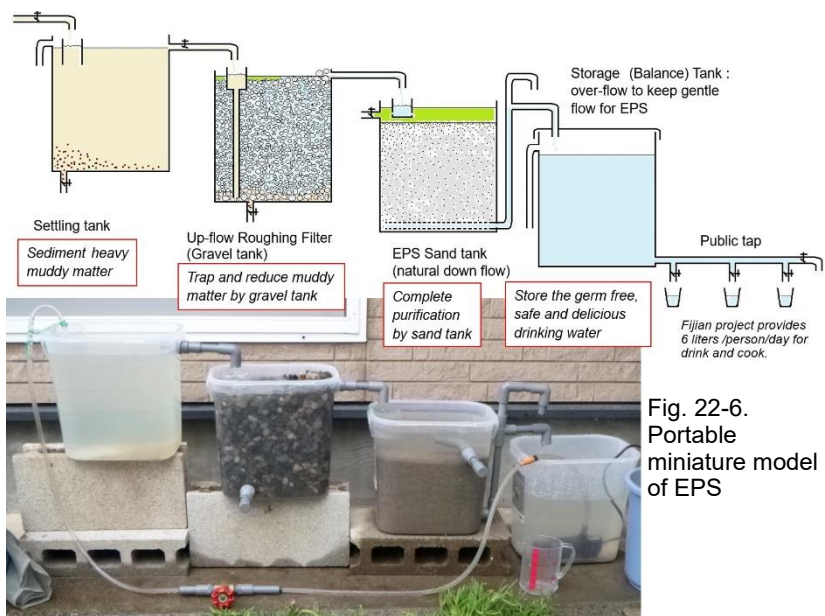 Storage (Balance) Tank :
over-flow to keep gentle
flow for EPS
Settling tank
Sediment heavy
muddy matter
Up-flow Roughing Filter
(Gravel tank)
Trap and reduce muddy
matter by gravel tank
EPS Sand tank
(natural down flow)
Complete
purification
by sand tank
Store the germ free,
safe and delicious
drinking water
Public tap
Fijian project provides
6 liters /person/day for
drink and cook.
Fig. 22-6.
Portable
miniature model
of EPS